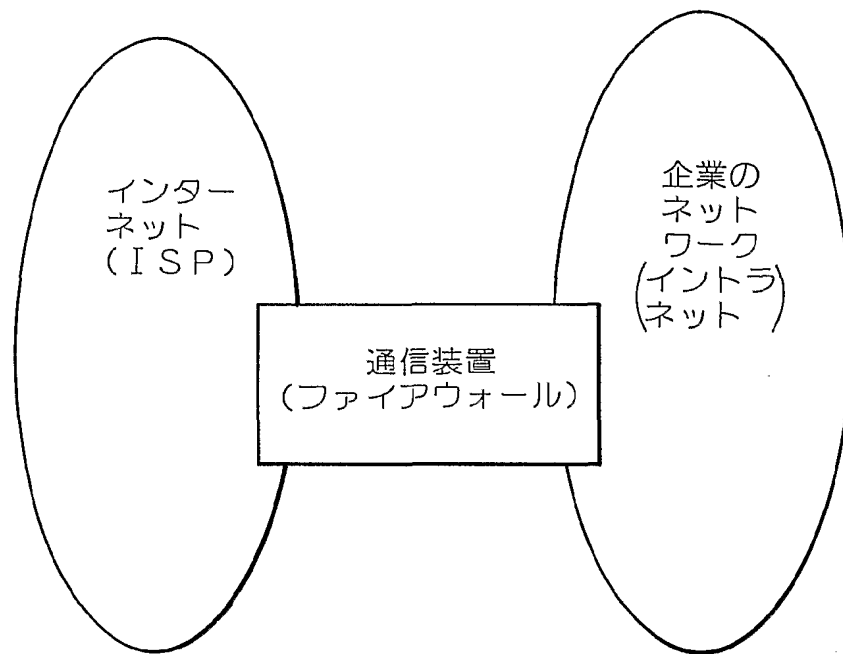 インター
ネット
(ISP)
企業の
ネット
ワーク
(イントラ
ネット)
通信装置
(ファイアウォール)